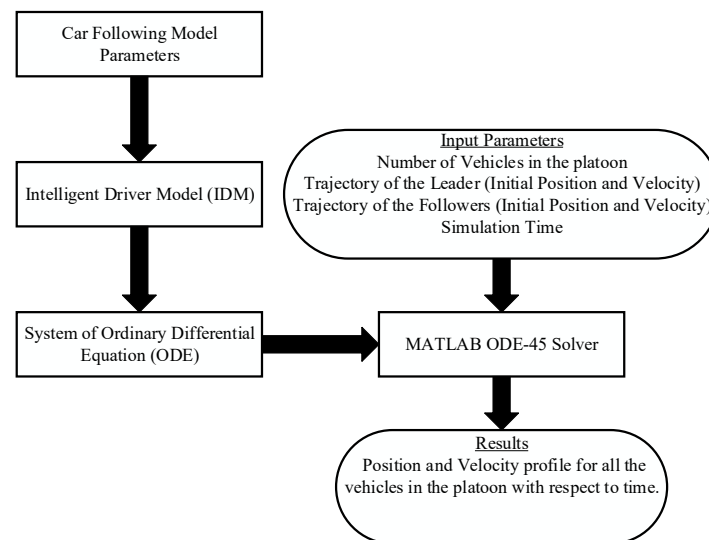 Car Following Model
Parameters
Intelligent Driver Model (IDM)
System of Ordinary Differential
Equation (ODE)
Input Parameters
Number of Vehicles in the platoon
Trajectory of the Leader (Initial Position and Velocity)
Trajectory of the Followers (Initial Position and Velocity)
Simulation Time
MATLAB ODE-45 Solver
Results
Position and Velocity profile for all the
vehicles in the platoon with respect to time.